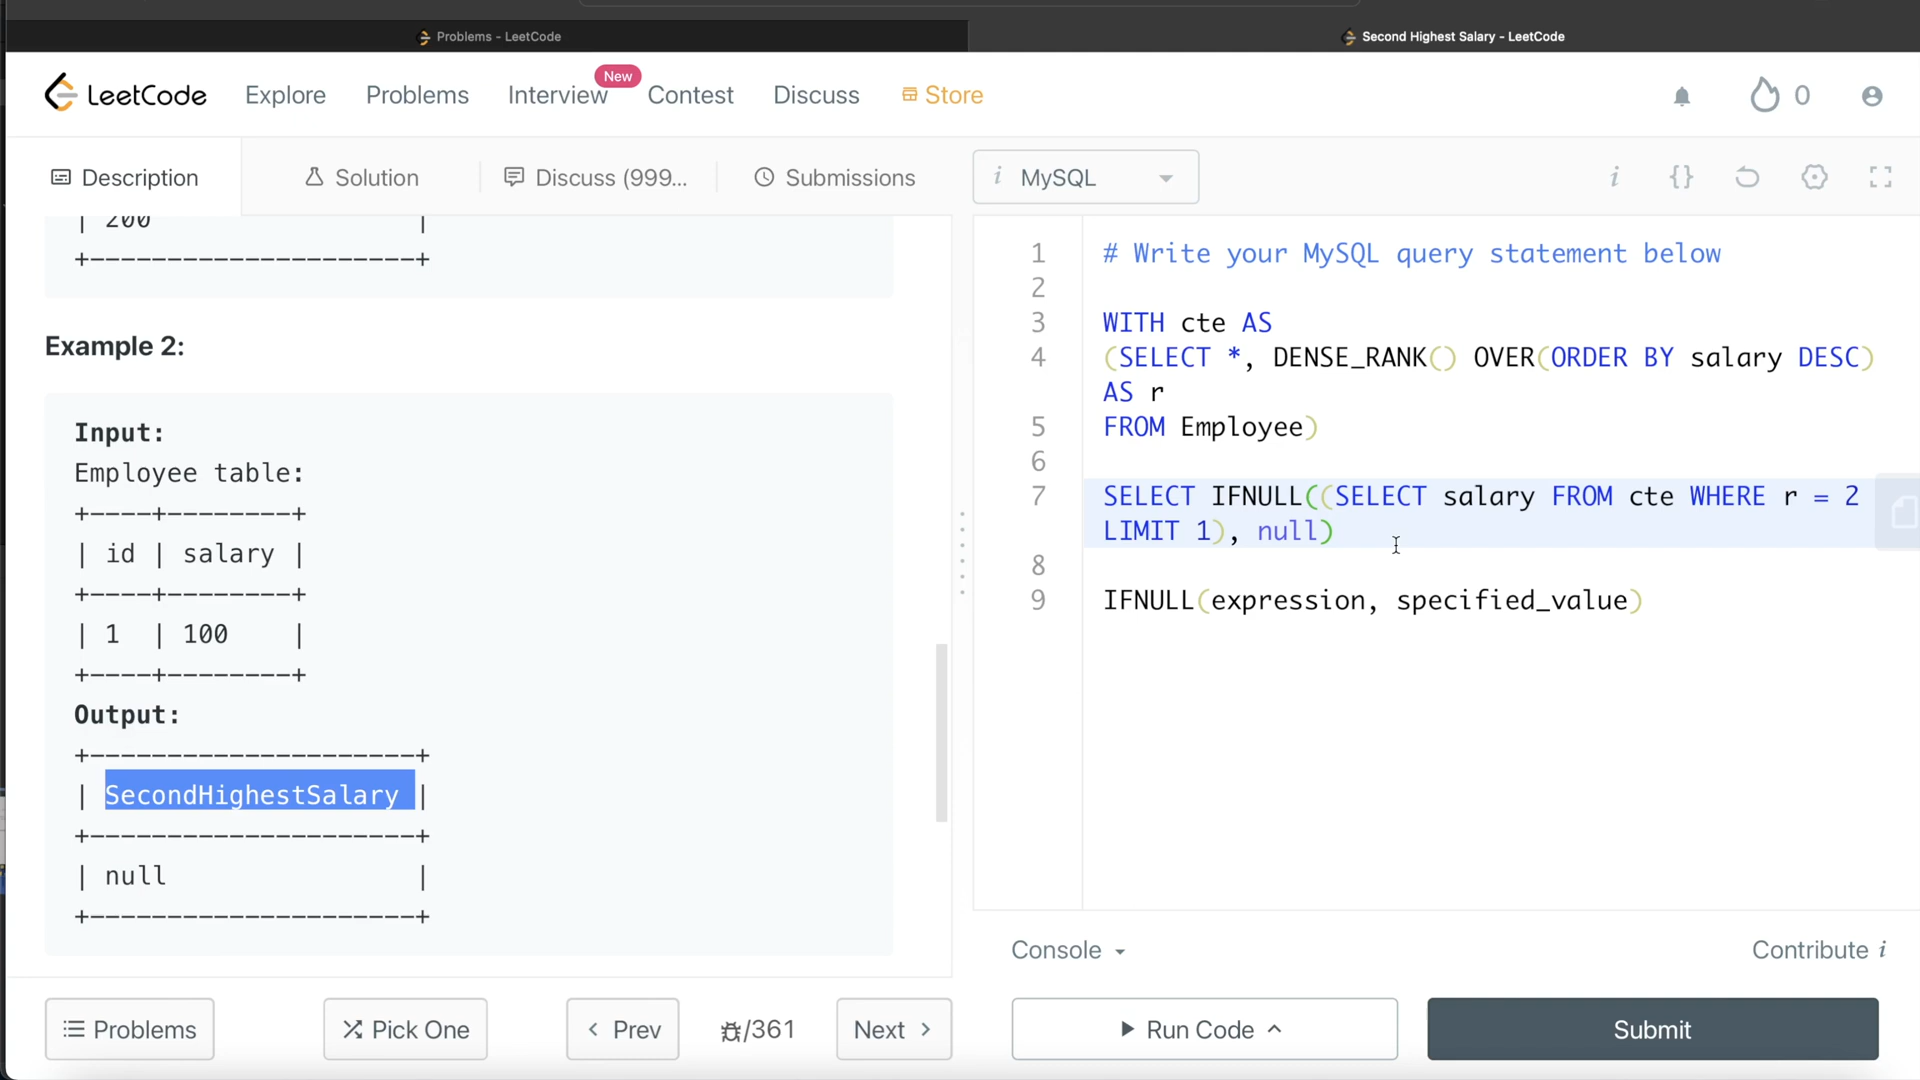 Problems - LeetCode
Second Highest Salary - LeetCode
LeetCode
Explore
Problems
Interview
New
Contest
Discuss
Store
0
Description
Solution
Discuss (999...
Submissions
i MySQL
i {}
| 200 |
+--------------------+
Example 2:
Input:
Employee table:
+----+--------+
| id | salary |
+----+--------+
| 1  | 100    |
+----+--------+
Output:
+---------------------+
| SecondHighestSalary |
+---------------------+
| null                |
+---------------------+
1 # Write your MySQL query statement below
2
3 WITH cte AS
4 (SELECT *, DENSE_RANK() OVER(ORDER BY salary DESC)
AS r
5 FROM Employee)
6
7 SELECT IFNULL((SELECT salary FROM cte WHERE r = 2
LIMIT 1), null)
8
9 IFNULL(expression, specified_value)
Console
Contribute i
Problems
Pick One
Prev
/361
Next
Run Code
Submit